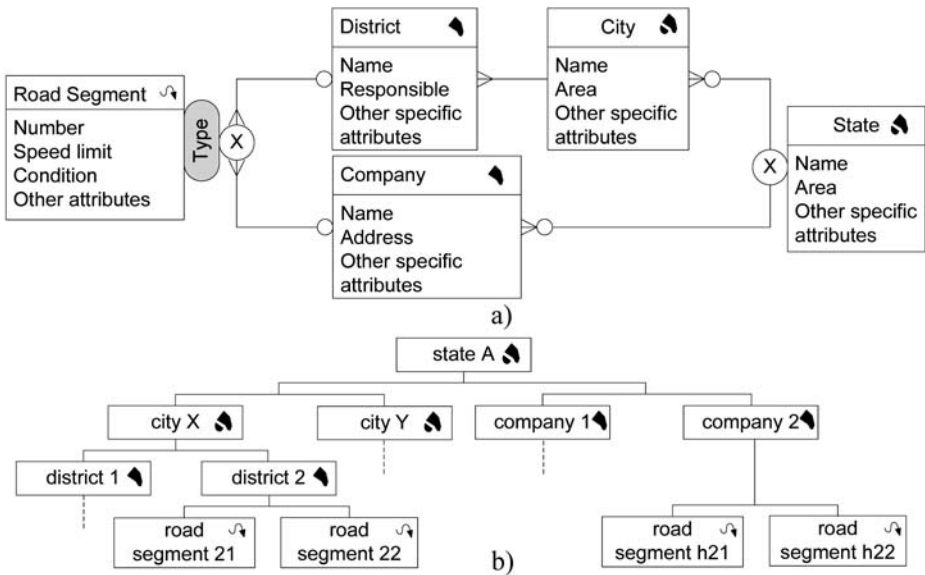 District
Name
Responsible
Other specific
attributes
City
Name
Area
Other specific
attributes
Road Segment
Number
Speed limit
Condition
Other attributes
Type
X
Company
Name
Address
Other specific
attributes
X
State
Name
Area
Other specific
attributes
a)
state A
city X
city Y
company 1
company 2
district 1
district 2
road
segment 21
road
segment 22
road
segment h21
road
segment h22
b)